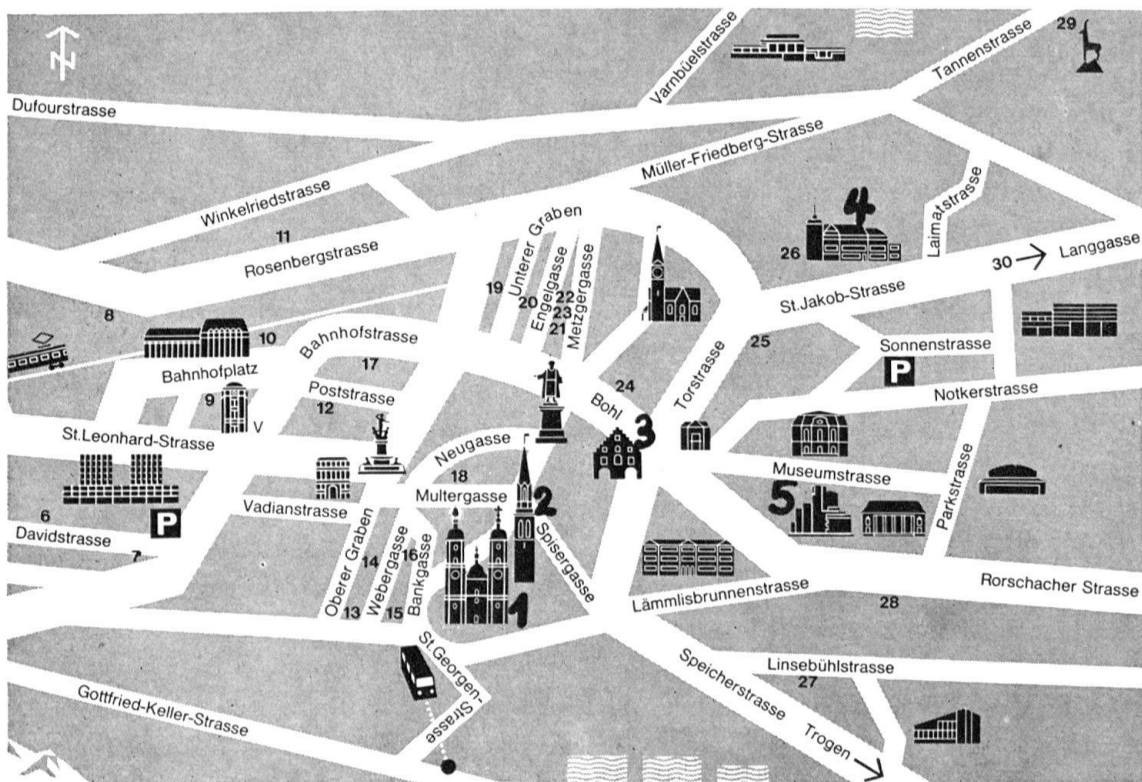 29
Varnbüelstrasse
Tannenstrasse
Dufourstrasse
Müller-Friedberg-Strasse
Winkelriedstrasse
4
Laimatstrasse
11
Rosenbergstrasse
Unterer Graben
26
30
Langgasse
19
20
Engelgasse
22
23
21
Metzgergasse
St.Jakob-Strasse
8
10
Bahnhofstrasse
25
Sonnenstrasse
17
Bahnhofplatz
P
9
Poststrasse
12
24
Torstrasse
Notkerstrasse
Bohl
V
3
St.Leonhard-Strasse
Neugasse
18
Museumstrasse
Parkstrasse
Multergasse
2
5
6
Vadianstrasse
P
Davidstrasse
7
Oberer Graben
14
Webergasse
16
Bankgasse
Spisergasse
13
15
1
Lämmlisbrunnenstrasse
28
Rorschacher Strasse
St.Georgen-
Strasse
Speicherstrasse
Linsebühlstrasse
27
Gottfried-Keller-Strasse
Trogen